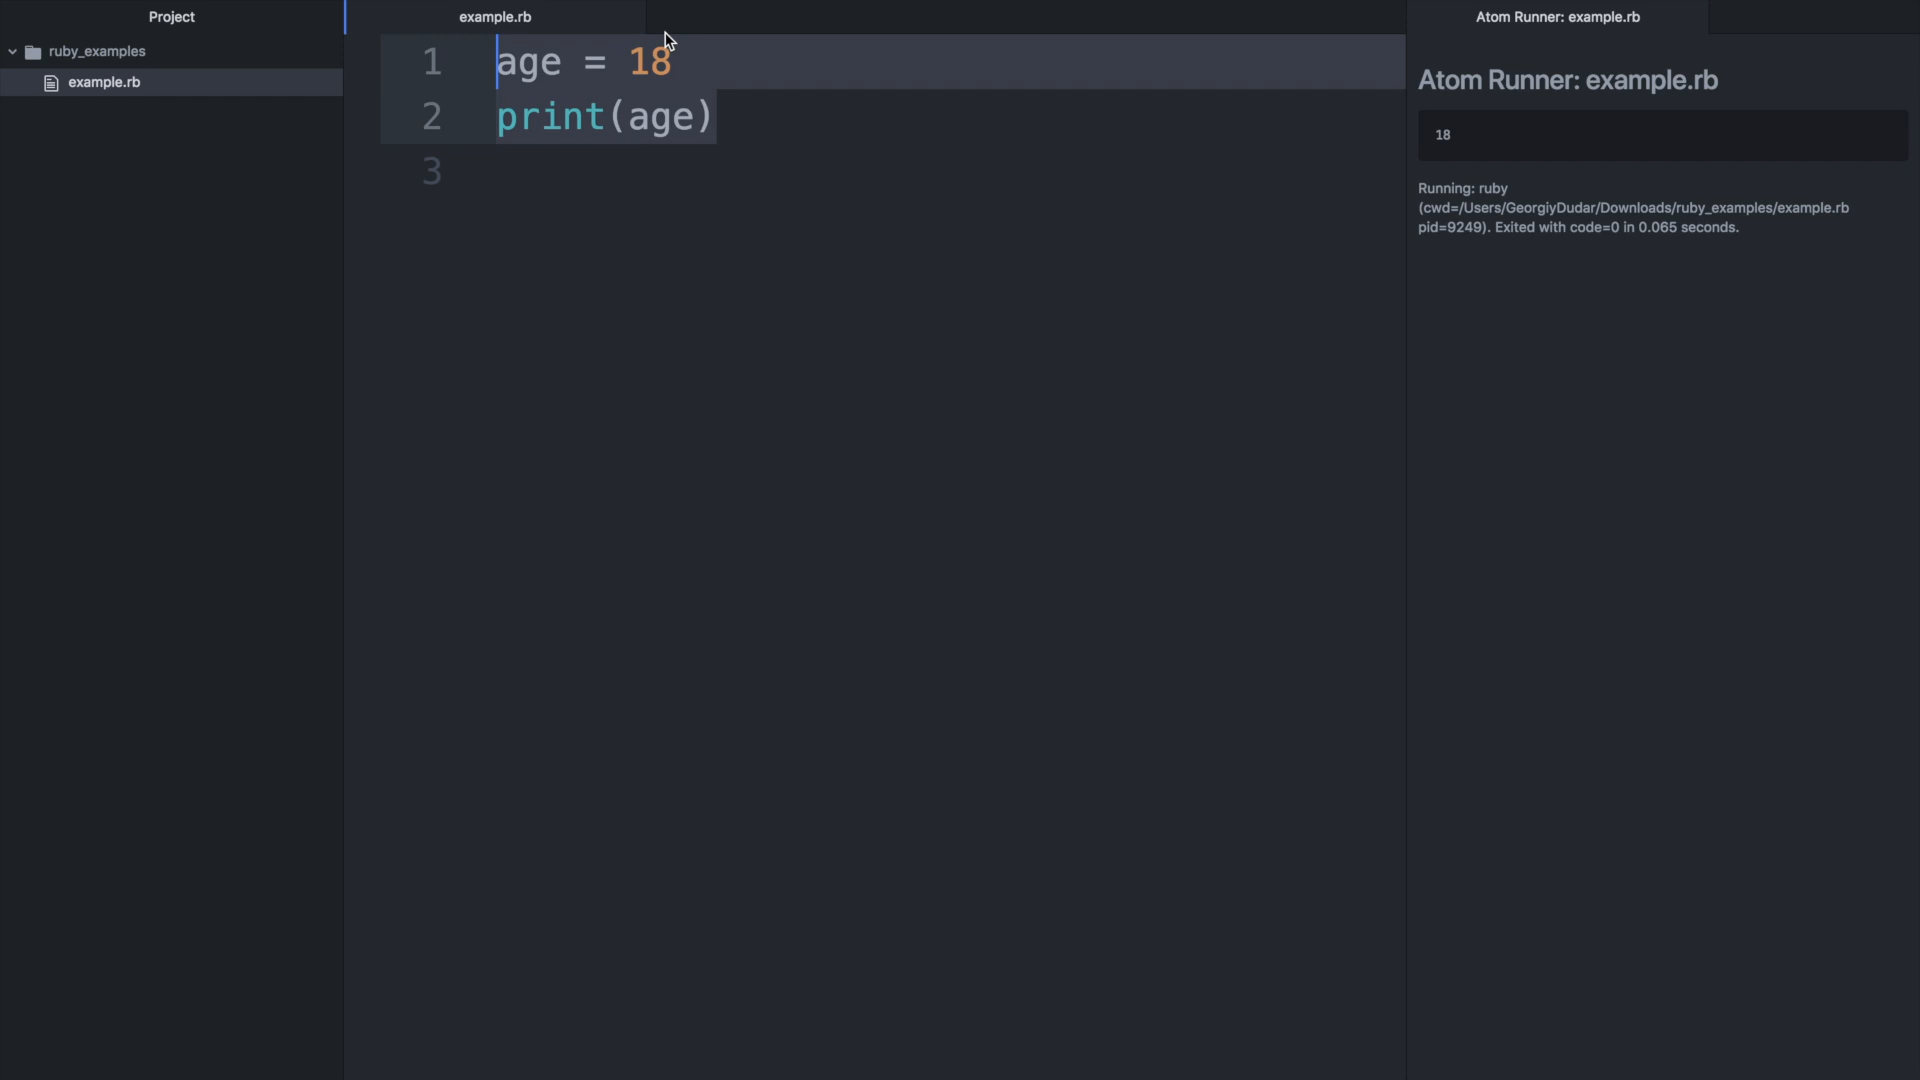 Project
ruby_examples
example.rb
example.rb
1 age = 18
2 print(age)
3
Atom Runner: example.rb
Atom Runner: example.rb
18
Running: ruby
(cwd=/Users/GeorgiyDudar/Downloads/ruby_examples/example.rb
pid=9249). Exited with code=0 in 0.065 seconds.